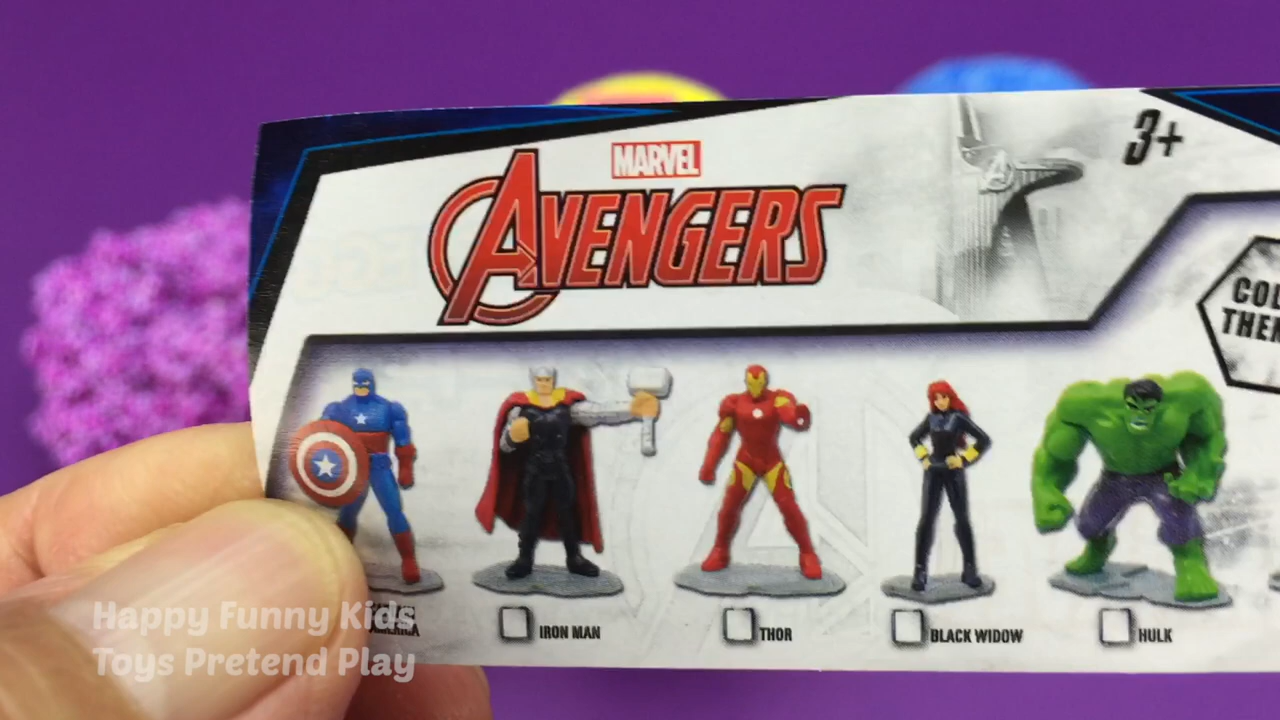 MARVEL
AVENGERS
3+
IRON MAN
THOR
BLACK WIDOW
HULK
Happy Funny Kids
Toys Pretend Play